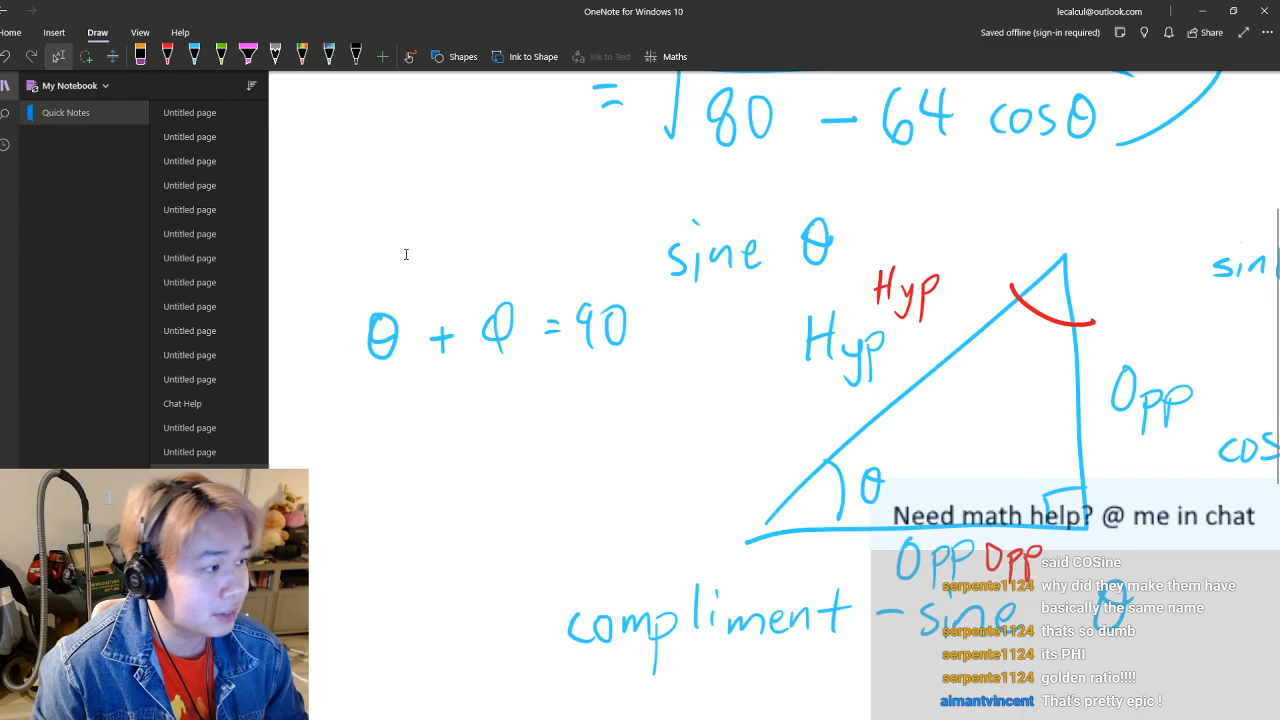 OneNote for Windows 10
lecalcul@outlook.com
Home Insert Draw View Help
Saved offline (sign-in required) Share
Shapes Ink to Shape Ink to Text Maths
My Notebook
Quick Notes
Untitled page
Untitled page
Untitled page
Untitled page
Untitled page
Untitled page
Untitled page
Untitled page
Untitled page
Untitled page
Untitled page
Untitled page
Chat Help
Untitled page
Untitled page
= √80 - 64 cosθ
sine θ
sin
Hyp
θ + Φ = 90
Hyp
Opp
cos
θ
Opp Opp
compliment - sine θ
Need math help? @ me in chat
said COSine
serpente1124 why did they make them have
basically the same name
serpente1124 thats so dumb
serpente1124 its PHI
serpente1124 golden ratio!!!!
aimantvincent That's pretty epic !